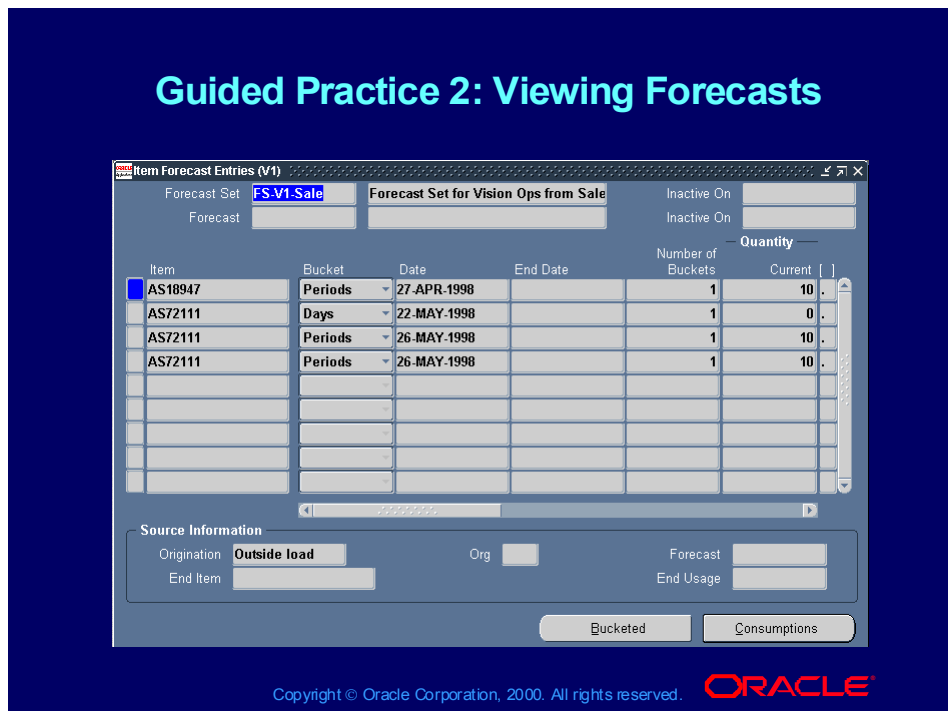 Guided Practice 2: Viewing Forecasts
Item Forecast Entries (V1)
Forecast Set FS-V1-Sale Forecast Set for Vision Ops from Sale Inactive On
Forecast Inactive On
Quantity
Number of
Item Bucket Date End Date Buckets Current [ ]
AS18947 Periods 27-APR-1998 1 10 .
AS72111 Days 22-MAY-1998 1 0 .
AS72111 Periods 26-MAY-1998 1 10 .
AS72111 Periods 26-MAY-1998 1 10 .
Source Information
Origination Outside load Org Forecast
End Item End Usage
Bucketed Consumptions
Copyright © Oracle Corporation, 2000. All rights reserved. ORACLE®